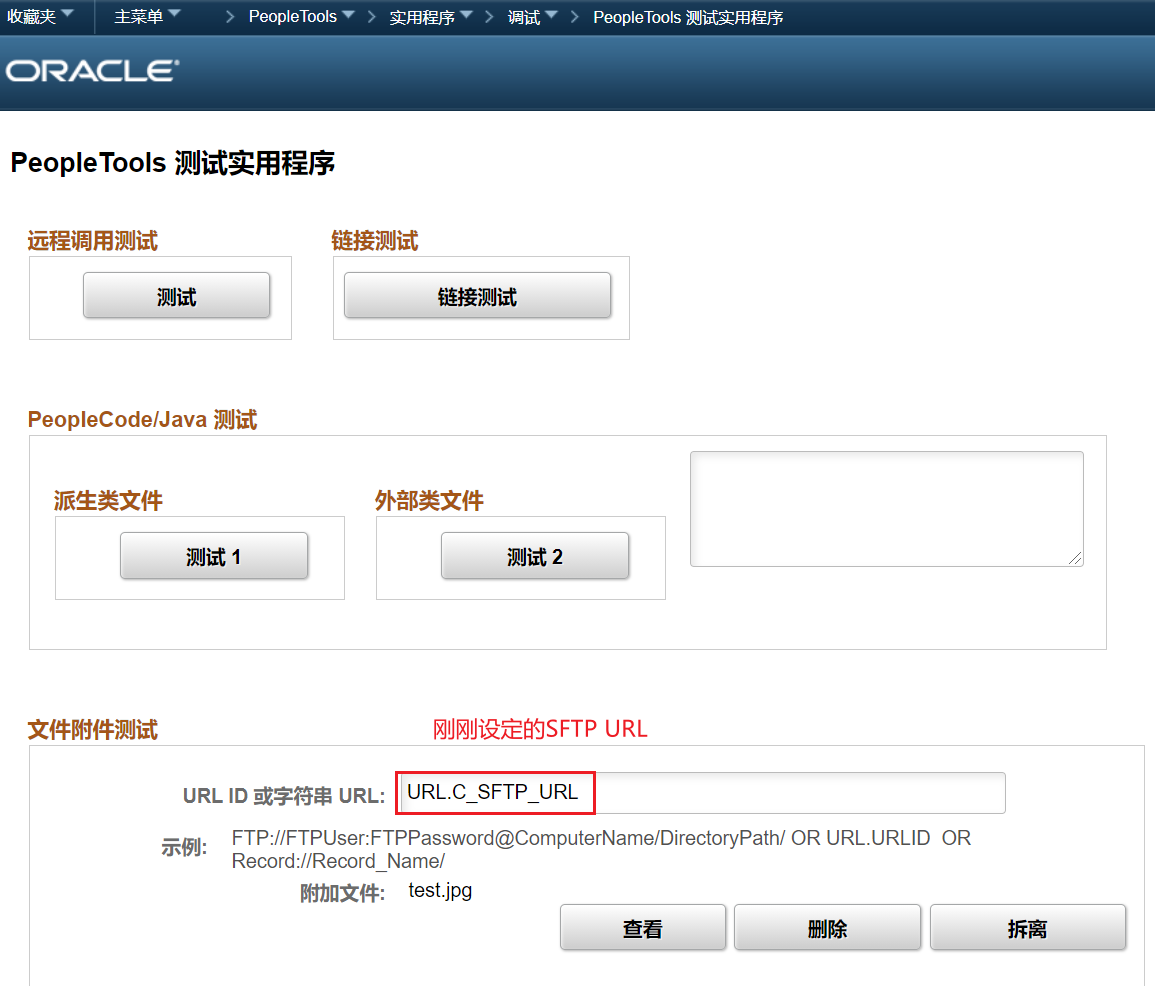 收藏夹 主菜单 > PeopleTools > 实用程序 > 调试 > PeopleTools 测试实用程序
ORACLE®
PeopleTools 测试实用程序
远程调用测试 链接测试
测试 链接测试
PeopleCode/Java 测试
派生类文件 外部类文件
测试 1 测试 2
文件附件测试 刚刚设定的SFTP URL
URL ID 或字符串 URL: URL.C_SFTP_URL
示例: FTP://FTPUser:FTPPassword@ComputerName/DirectoryPath/ OR URL.URLID OR
Record://Record_Name/
附加文件: test.jpg
查看 删除 拆离